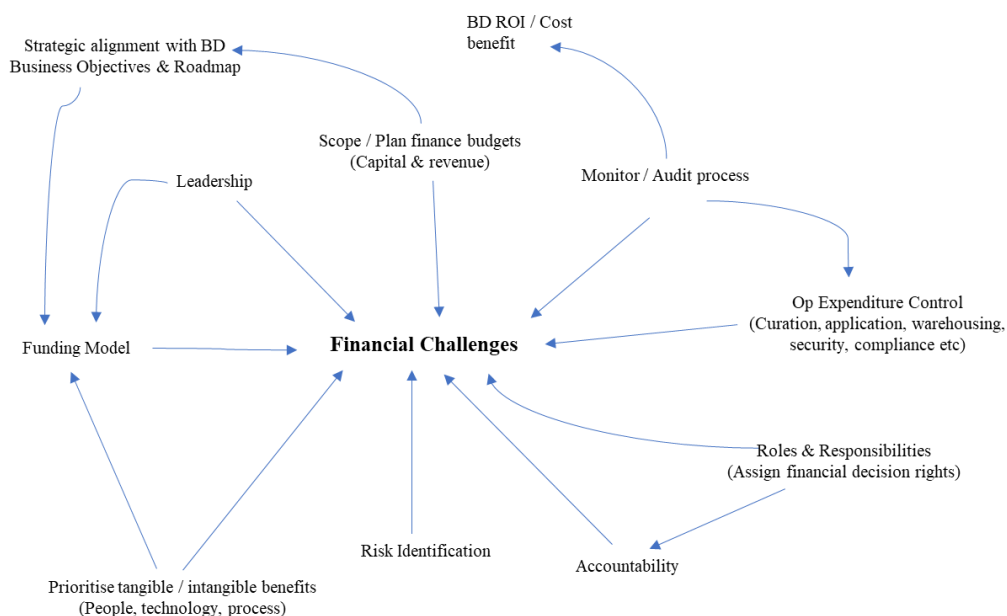 BD ROI / Cost
benefit
Strategic alignment with BD
Business Objectives & Roadmap
Scope / Plan finance budgets
(Capital & revenue)
Monitor / Audit process
Leadership
Op Expenditure Control
(Curation, application, warehousing,
security, compliance etc)
Funding Model
Financial Challenges
Roles & Responsibilities
(Assign financial decision rights)
Risk Identification
Accountability
Prioritise tangible / intangible benefits
(People, technology, process)